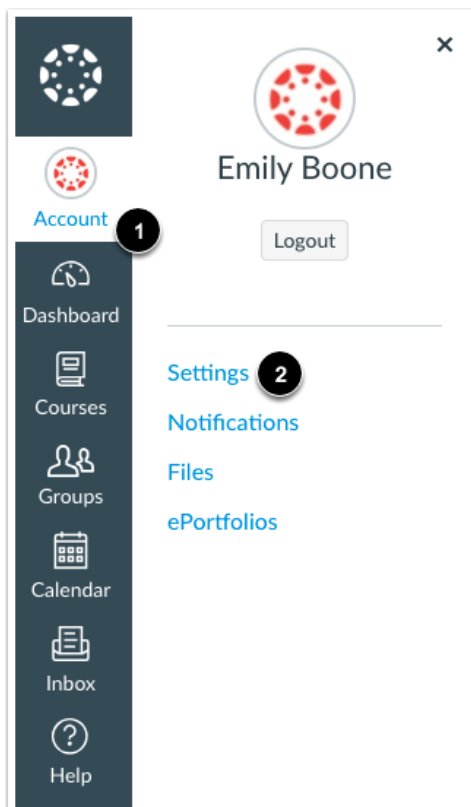 Account
1
Dashboard
Courses
Groups
Calendar
Inbox
Help
×
Emily Boone
Logout
Settings 2
Notifications
Files
ePortfolios